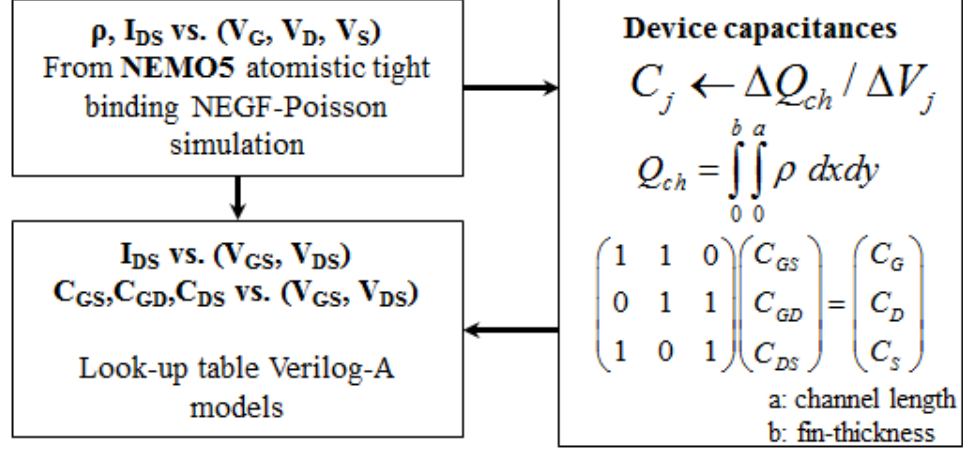 ρ, I_DS vs. (V_G, V_D, V_S)
From NEMO5 atomistic tight
binding NEGF-Poisson
simulation
I_DS vs. (V_GS, V_DS)
C_GS,C_GD,C_DS vs. (V_GS, V_DS)
Look-up table Verilog-A
models
Device capacitances
C_j ← ΔQ_ch / ΔV_j
Q_ch = ∫_0^b ∫_0^a ρ dxdy
(1 1 0) (C_GS) (C_G)
(0 1 1) (C_GD) = (C_D)
(1 0 1) (C_DS) (C_S)
a: channel length
b: fin-thickness